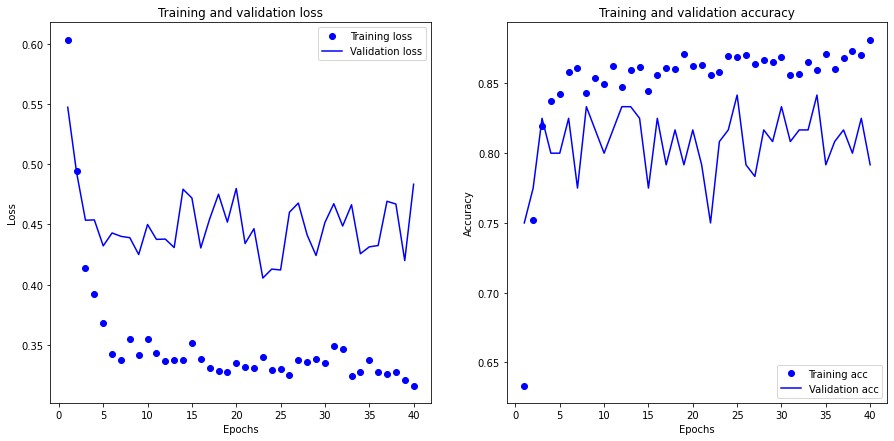 Training and validation loss
Training loss
Validation loss
0.60
0.55
0.50
0.45
0.40
0.35
Loss
0 5 10 15 20 25 30 35 40
Epochs
Training and validation accuracy
0.85
0.80
0.75
0.70
0.65
Accuracy
Training acc
Validation acc
0 5 10 15 20 25 30 35 40
Epochs